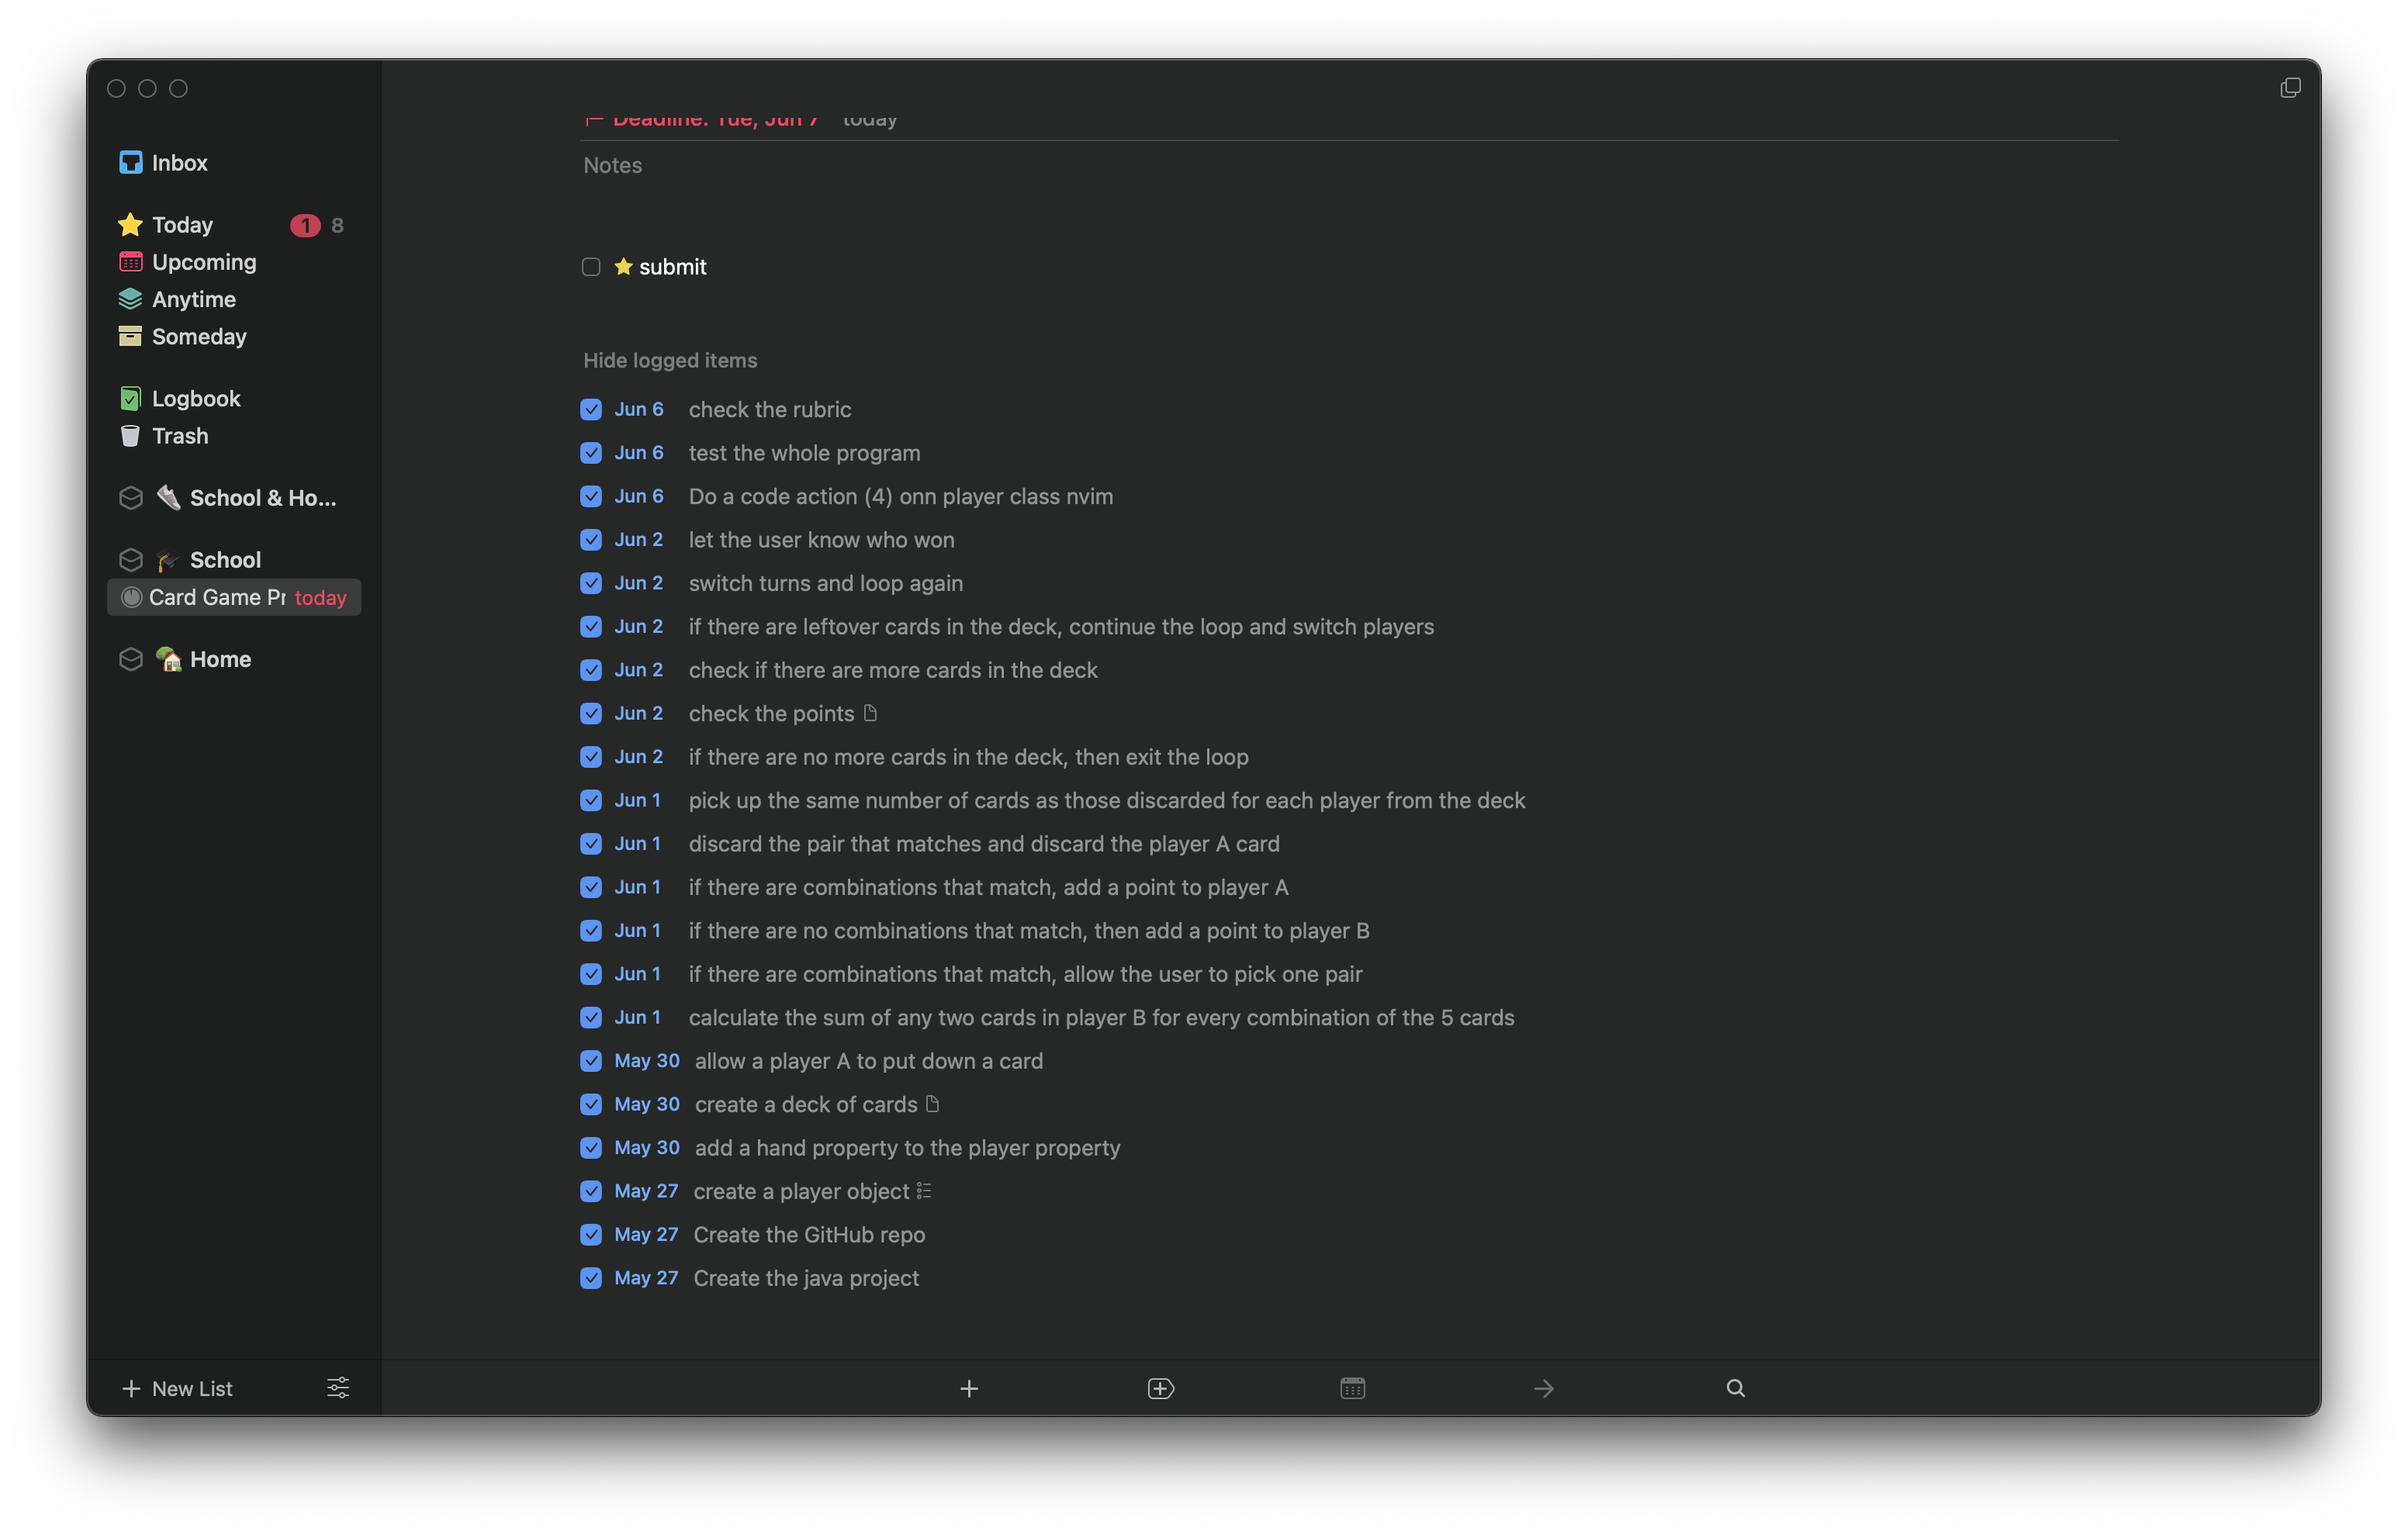 Inbox
Today 1 8
Upcoming
Anytime
Someday
Logbook
Trash
School & Ho...
School
Card Game Pr today
Home
New List
Deadline: Tue, Jun 7 today
Notes
submit
Hide logged items
Jun 6 check the rubric
Jun 6 test the whole program
Jun 6 Do a code action (4) onn player class nvim
Jun 2 let the user know who won
Jun 2 switch turns and loop again
Jun 2 if there are leftover cards in the deck, continue the loop and switch players
Jun 2 check if there are more cards in the deck
Jun 2 check the points
Jun 2 if there are no more cards in the deck, then exit the loop
Jun 1 pick up the same number of cards as those discarded for each player from the deck
Jun 1 discard the pair that matches and discard the player A card
Jun 1 if there are combinations that match, add a point to player A
Jun 1 if there are no combinations that match, then add a point to player B
Jun 1 if there are combinations that match, allow the user to pick one pair
Jun 1 calculate the sum of any two cards in player B for every combination of the 5 cards
May 30 allow a player A to put down a card
May 30 create a deck of cards
May 30 add a hand property to the player property
May 27 create a player object
May 27 Create the GitHub repo
May 27 Create the java project